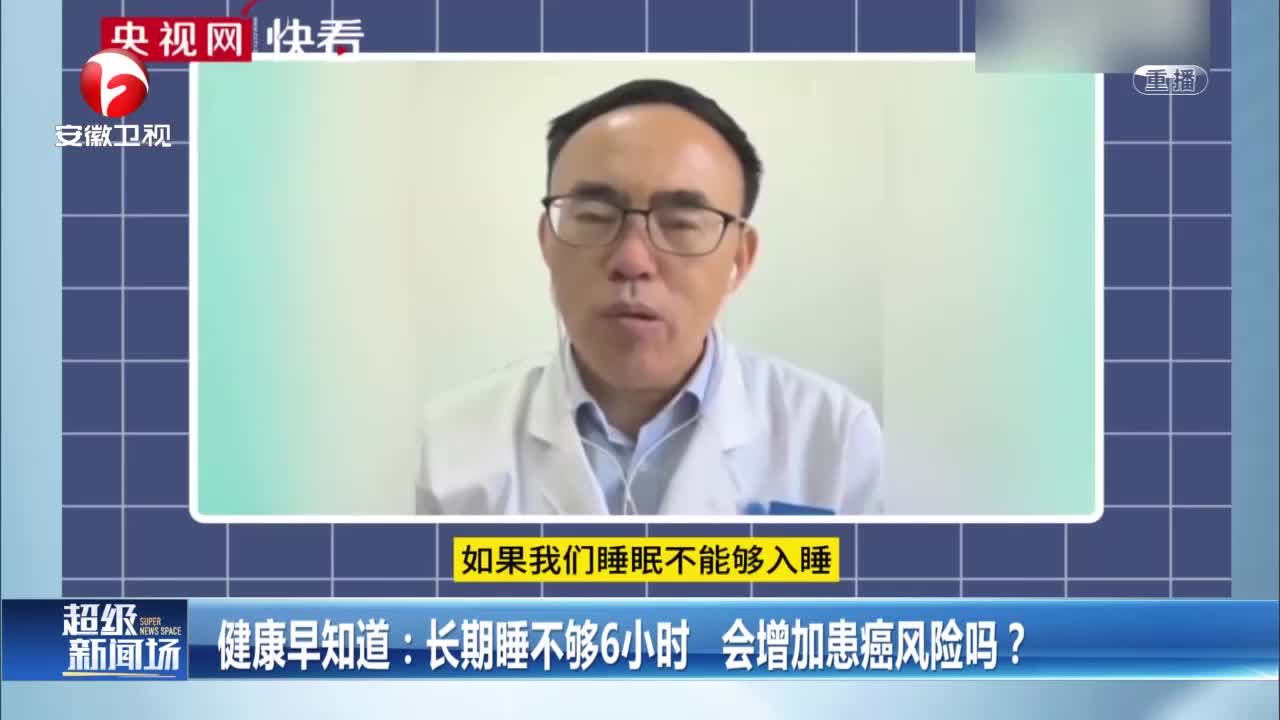 央视网 快看
安徽卫视
重播
如果我们睡眠不能够入睡
超级新闻场
SUPER NEWS SPACE
健康早知道：长期睡不够6小时 会增加患癌风险吗？